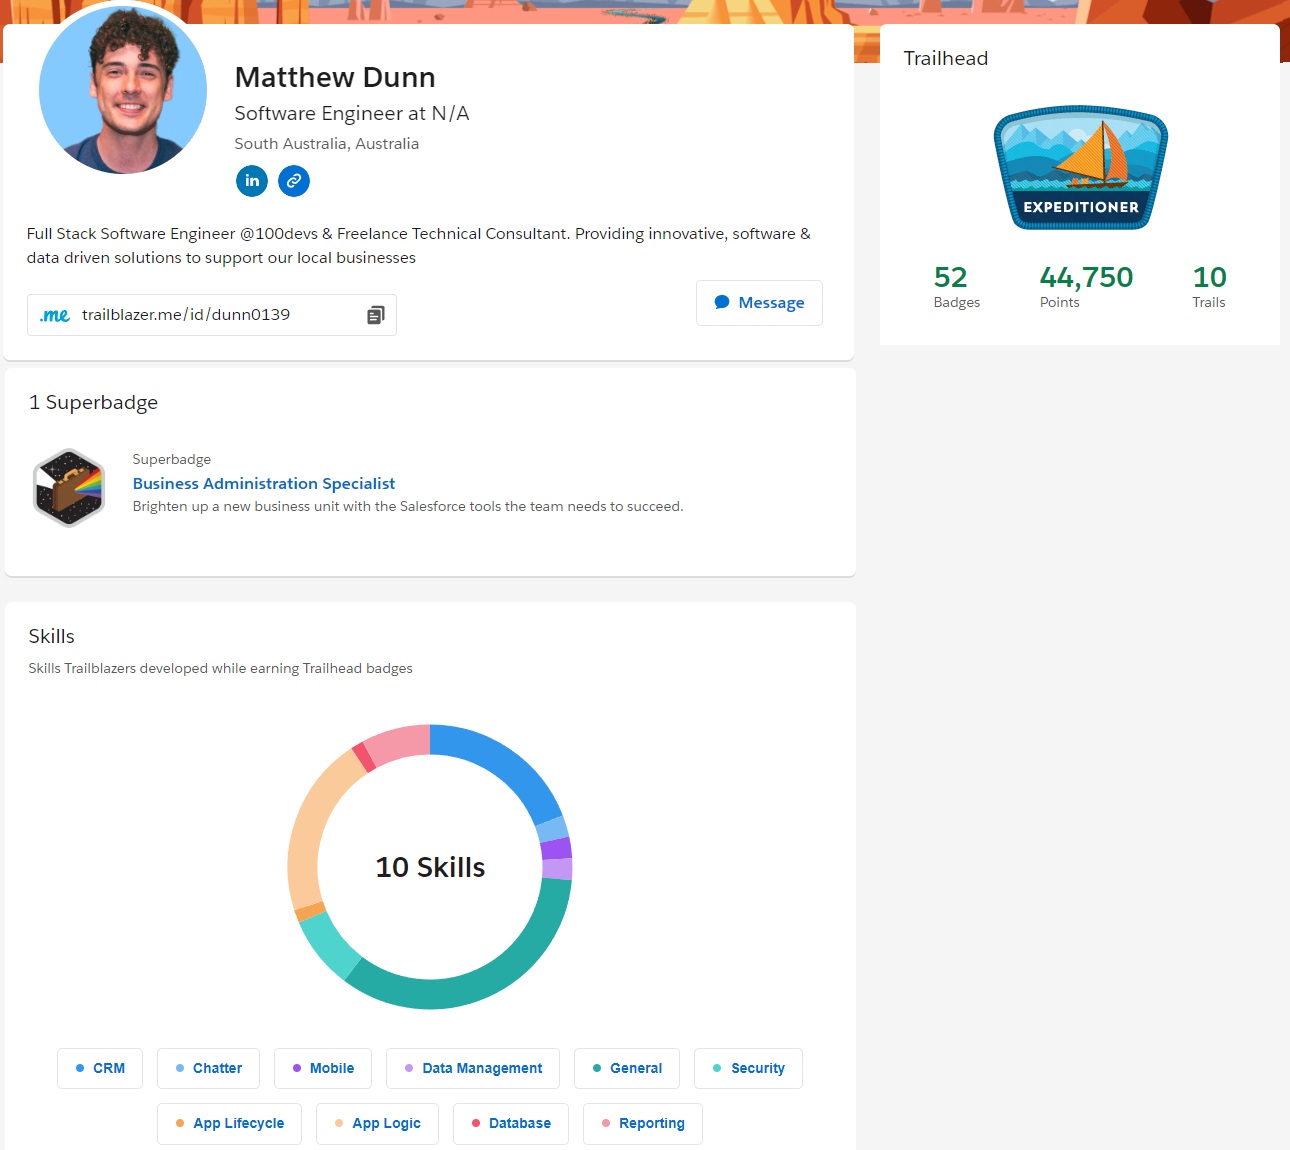 Matthew Dunn
Software Engineer at N/A
South Australia, Australia
in
Full Stack Software Engineer @100devs & Freelance Technical Consultant. Providing innovative, software &
data driven solutions to support our local businesses
.me trailblazer.me/id/dunn0139
Message
Trailhead
EXPEDITIONER
52 44,750 10
Badges Points Trails
1 Superbadge
Superbadge
Business Administration Specialist
Brighten up a new business unit with the Salesforce tools the team needs to succeed.
Skills
Skills Trailblazers developed while earning Trailhead badges
10 Skills
CRM Chatter Mobile Data Management General Security
App Lifecycle App Logic Database Reporting